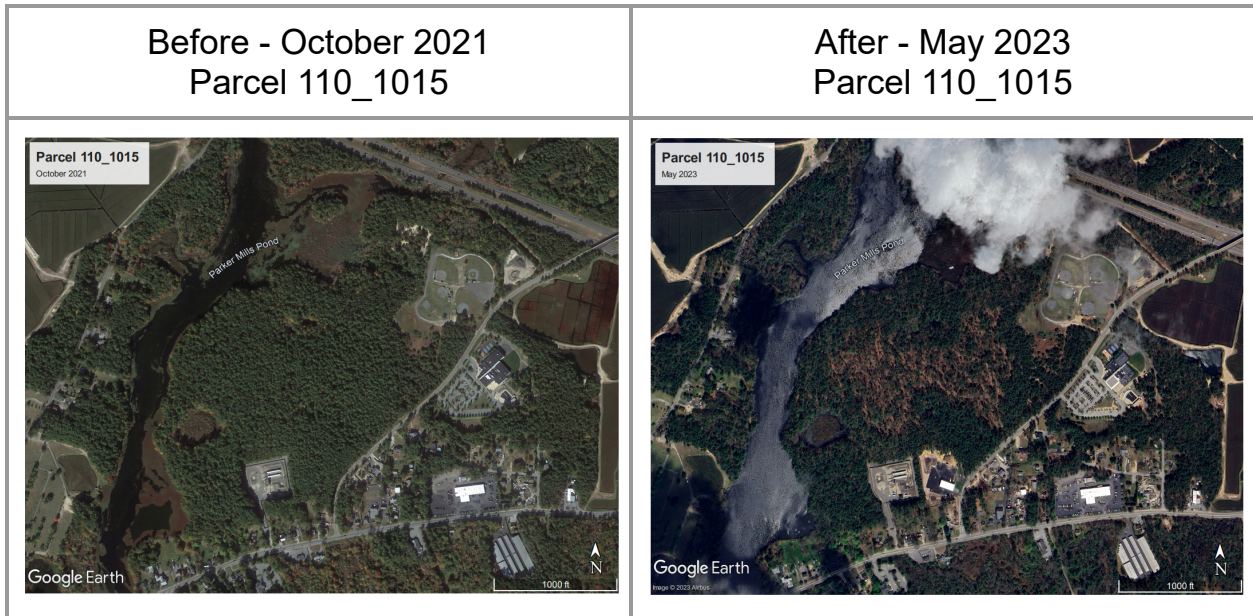 Before - October 2021
Parcel 110_1015
After - May 2023
Parcel 110_1015
Parcel 110_1015
October 2021
Parker Mills Pond
Google Earth
1000 ft
N
Parcel 110_1015
May 2023
Parker Mills Pond
Google Earth
Image © 2023 Airbus
1000 ft
N